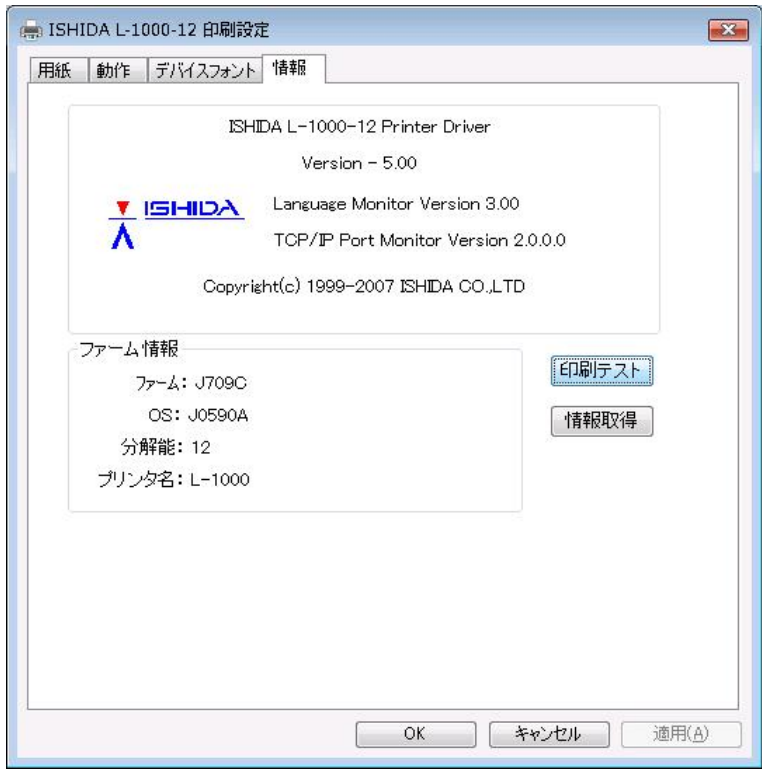 ISHIDA L-1000-12 印刷設定
用紙 動作 デバイスフォント 情報
ISHIDA L-1000-12 Printer Driver
Version - 5.00
ISHIDA
Language Monitor Version 3.00
TCP/IP Port Monitor Version 2.0.0.0
Copyright(c) 1999-2007 ISHIDA CO.,LTD
ファーム情報
ファーム: J709C
OS: J0590A
分解能: 12
プリンタ名: L-1000
印刷テスト
情報取得
OK キャンセル 適用(A)